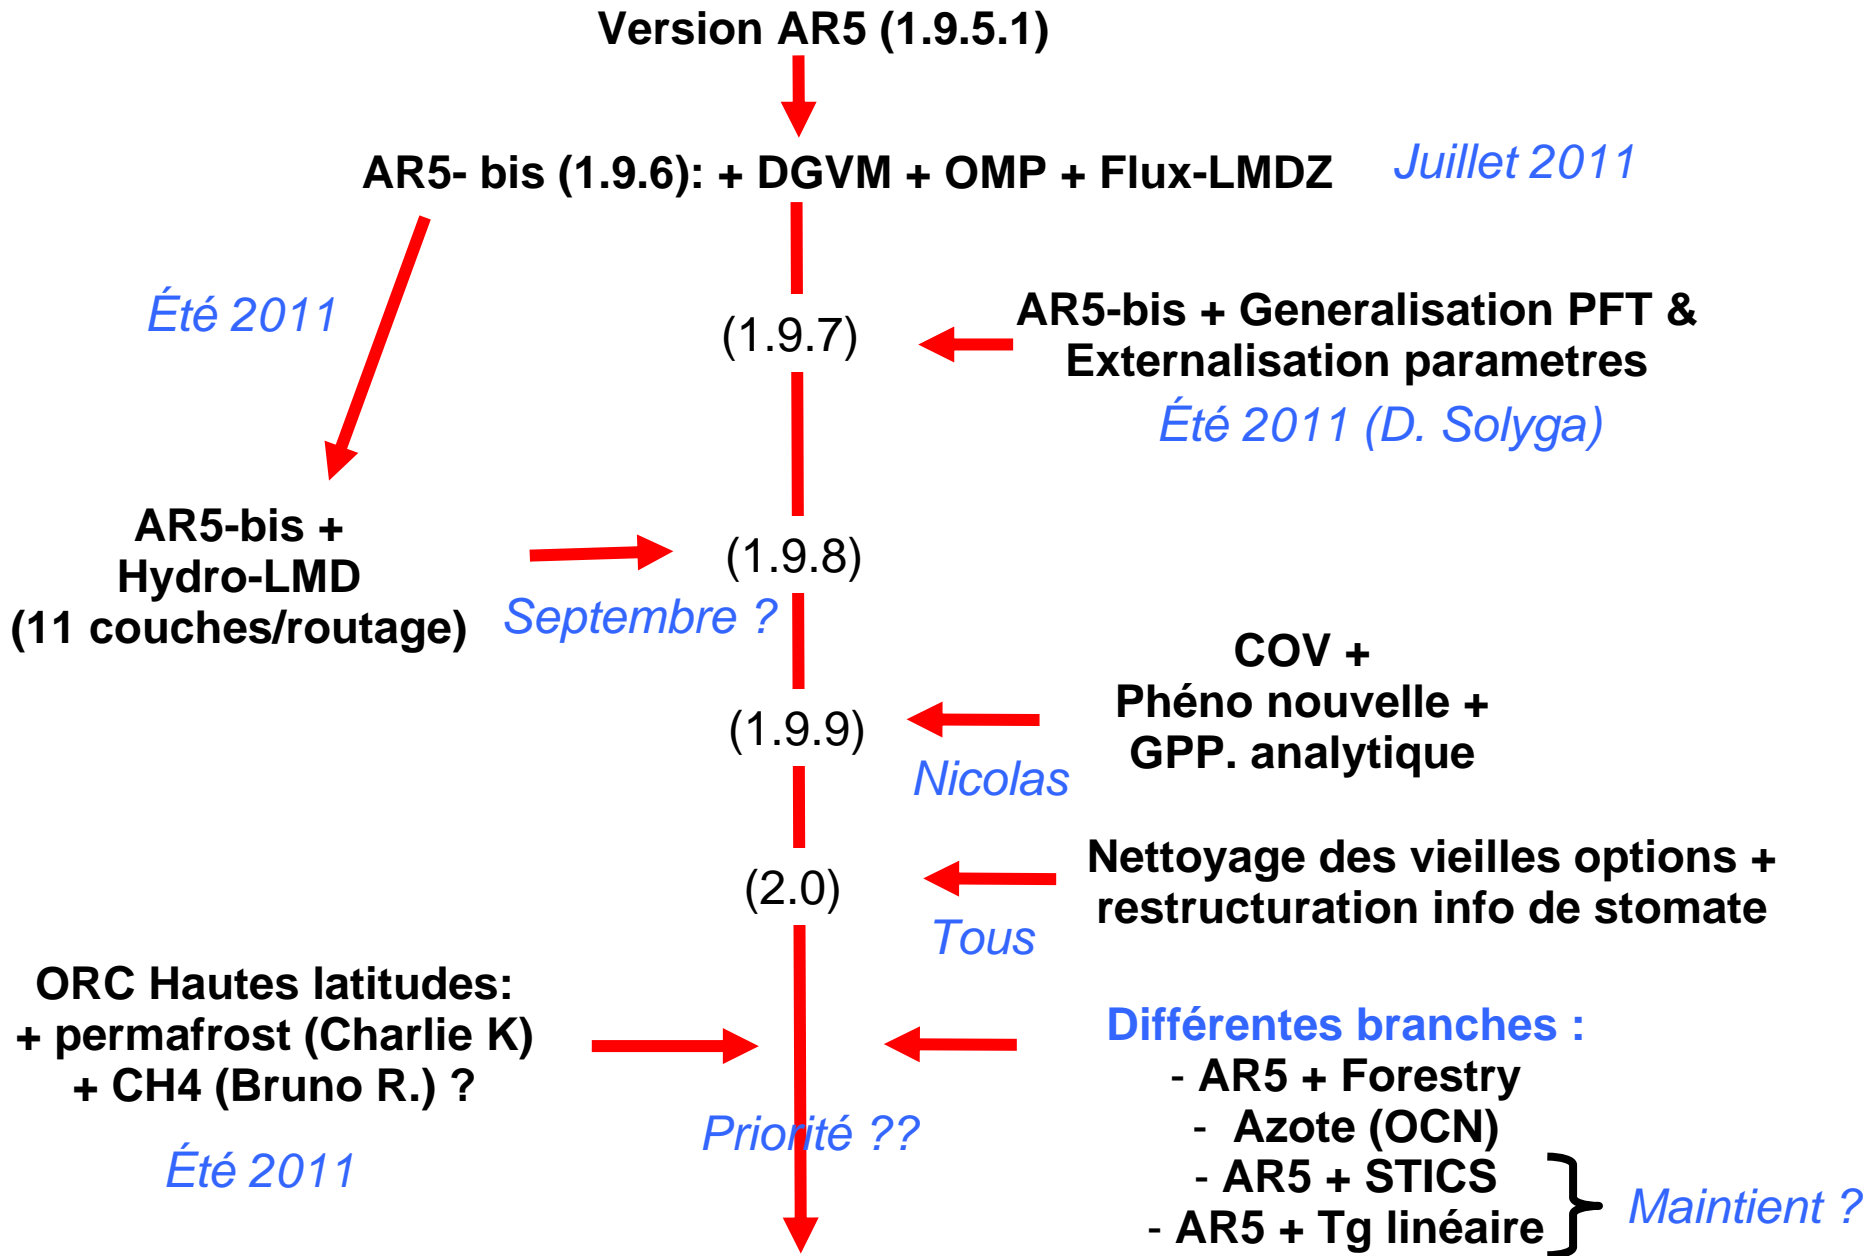 Version AR5 (1.9.5.1)
AR5- bis (1.9.6): + DGVM + OMP + Flux-LMDZ
Juillet 2011
Été 2011
(1.9.7)
AR5-bis + Generalisation PFT &
Externalisation parametres
Été 2011 (D. Solyga)
AR5-bis +
Hydro-LMD
(11 couches/routage)
Septembre ?
(1.9.8)
COV +
Phéno nouvelle +
GPP. analytique
(1.9.9)
Nicolas
(2.0)
Nettoyage des vieilles options +
restructuration info de stomate
Tous
ORC Hautes latitudes:
+ permafrost (Charlie K)
+ CH4 (Bruno R.) ?
Été 2011
Priorité ??
Différentes branches :
- AR5 + Forestry
- Azote (OCN)
- AR5 + STICS
- AR5 + Tg linéaire
Maintient ?